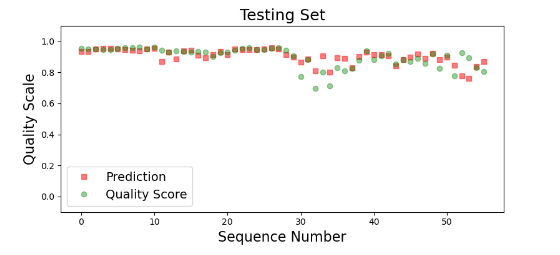 Testing Set
Quality Scale
1.0
0.8
0.6
0.4
0.2
0.0
Prediction
Quality Score
0 10 20 30 40 50
Sequence Number